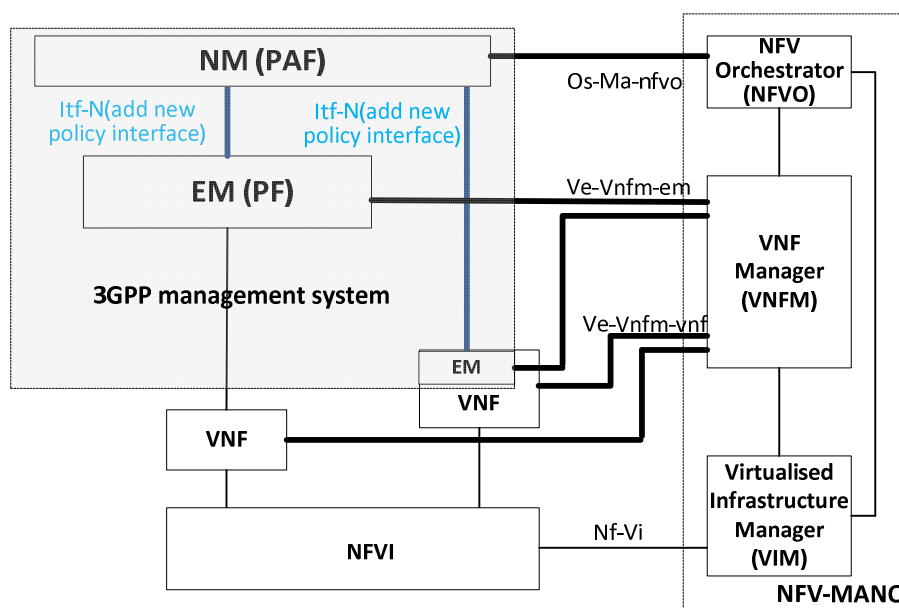 NM (PAF)
NFV
Orchestrator
(NFVO)
Os-Ma-nfvo
Itf-N(add new
policy interface)
Itf-N(add new
policy interface)
EM (PF)
Ve-Vnfm-em
VNF
Manager
(VNFM)
3GPP management system
Ve-Vnfm-vnf
EM
VNF
VNF
Virtualised
Infrastructure
Manager
(VIM)
Nf-Vi
NFVI
NFV-MANO